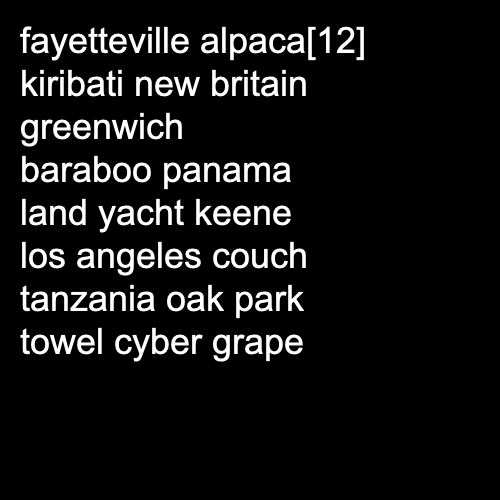 fayetteville alpaca[12]
kiribati new britain
greenwich
baraboo panama
land yacht keene
los angeles couch
tanzania oak park
towel cyber grape